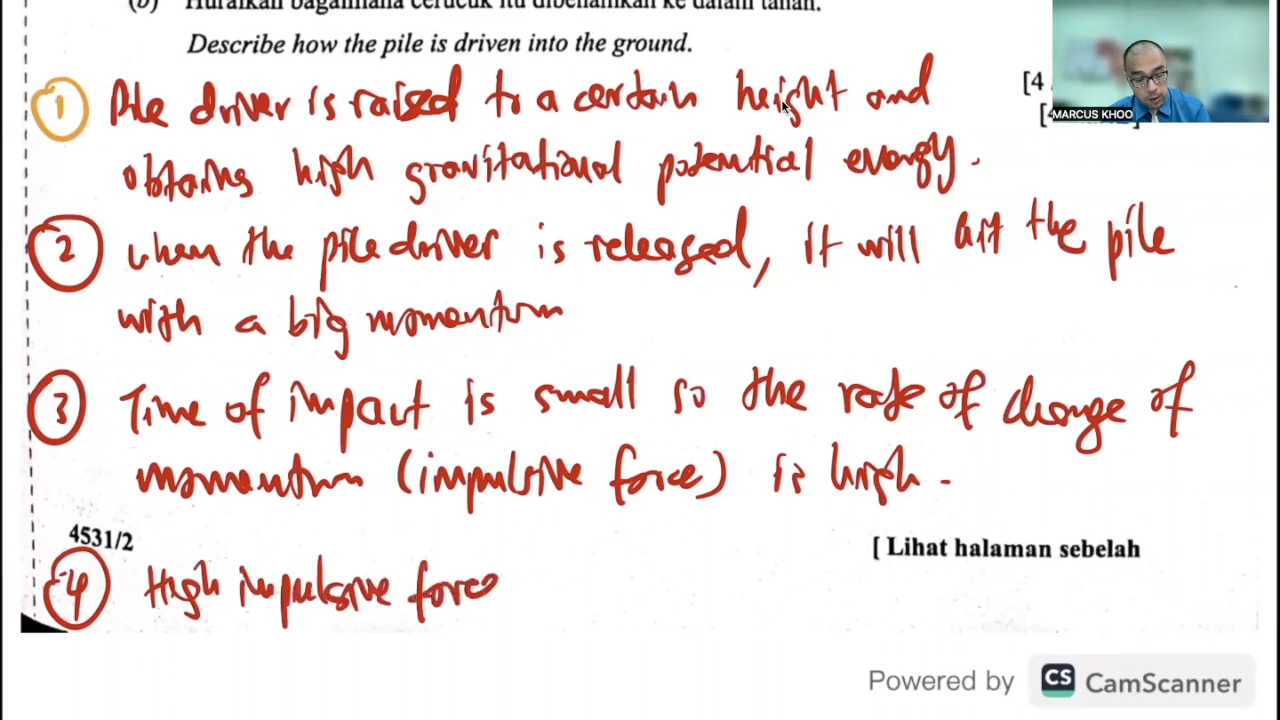 (b) Huraikan bagaimana cerucuk itu dibenamkan ke dalam tanah.
Describe how the pile is driven into the ground.
[4
[4
MARCUS KHOO
1 Pile driver is raised to a certain height and
obtains high gravitational potential energy.
2 when the pile driver is released, it will hit the pile
with a big momentum
3 Time of impact is small so the rate of change of
momentum (impulsive force) is high.
4531/2
[ Lihat halaman sebelah
4 High impulsive force
Powered by CS CamScanner